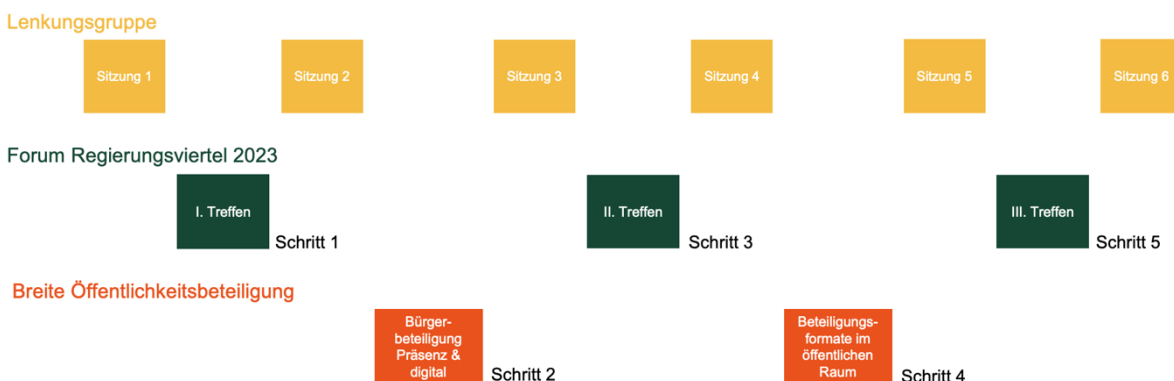 Lenkungsgruppe
Sitzung 1
Sitzung 2
Sitzung 3
Sitzung 4
Sitzung 5
Sitzung 6
Forum Regierungsviertel 2023
I. Treffen
Schritt 1
II. Treffen
Schritt 3
III. Treffen
Schritt 5
Breite Öffentlichkeitsbeteiligung
Bürger-
beteiligung
Präsenz &
digital
Schritt 2
Beteiligungs-
formate im
öffentlichen
Raum
Schritt 4